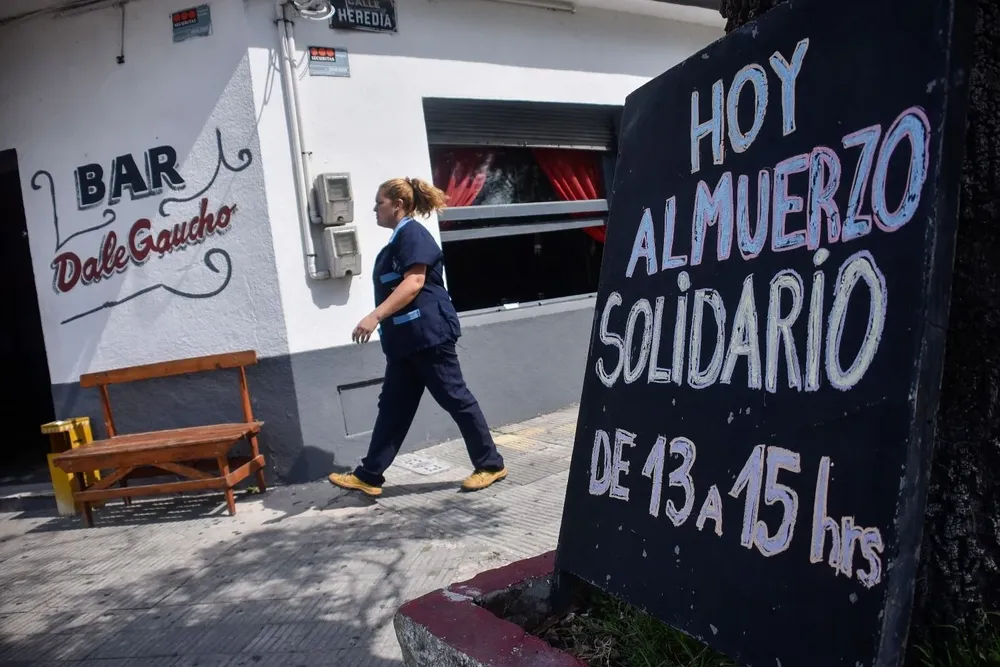 CALLE
HEREDIA
BAR
Dale Gaucho
HOY
ALMUERZO
SOLIDARIO
DE 13 A 15 hrs